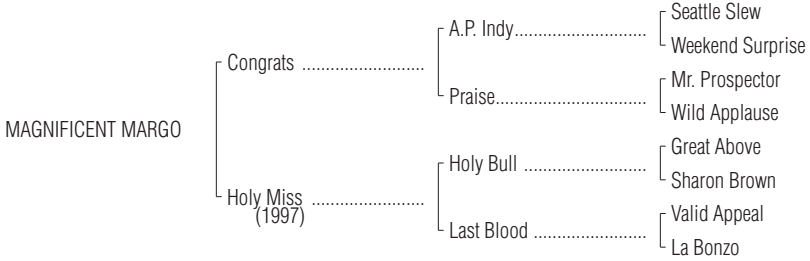 Seattle Slew
A.P. Indy..............................
Weekend Surprise
Congrats ............................
Mr. Prospector
Praise...................................
Wild Applause
MAGNIFICENT MARGO
Great Above
Holy Bull ............................
Sharon Brown
Holy Miss ..........................
(1997)
Valid Appeal
Last Blood ..........................
La Bonzo